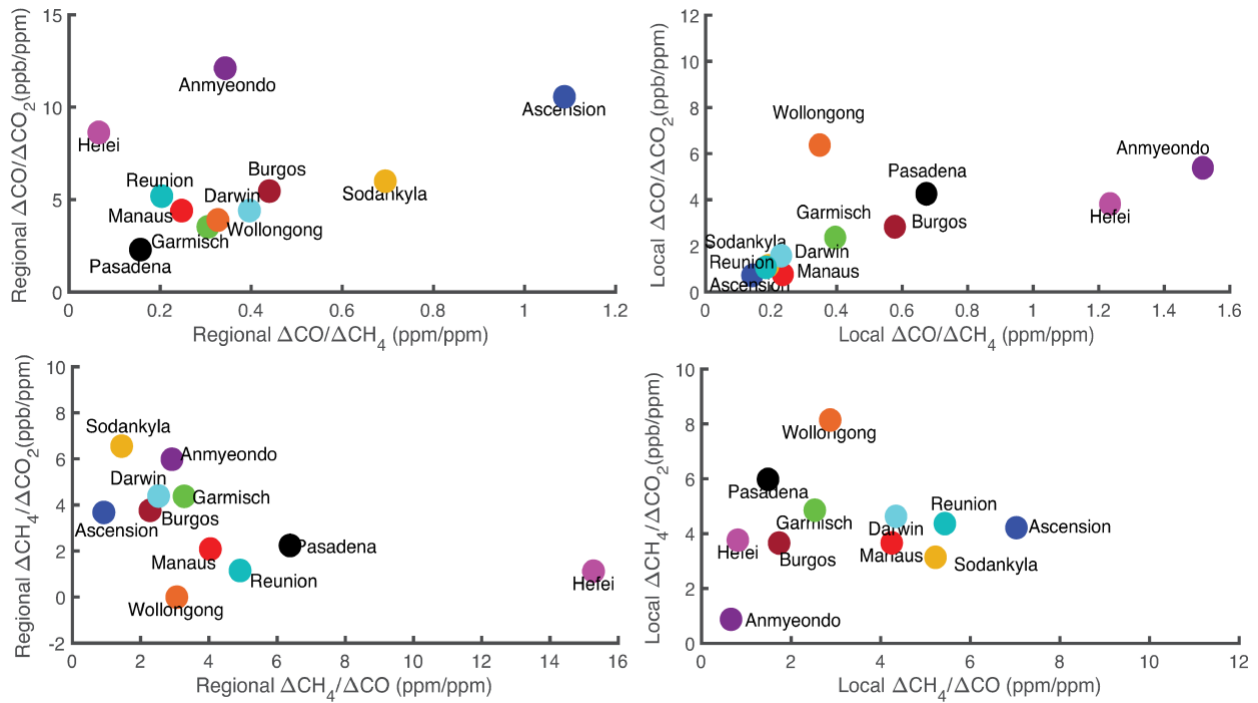 15
10
5
0
Regional ΔCO/ΔCO2(ppb/ppm)
Anmyeondo
Ascension
Hefei
Burgos
Reunion
Darwin
Sodankyla
Manaus
Wollongong
Garmisch
Pasadena
0 0.2 0.4 0.6 0.8 1 1.2
Regional ΔCO/ΔCH4 (ppm/ppm)
12
10
8
6
4
2
0
Local ΔCO/ΔCO2(ppb/ppm)
Wollongong
Anmyeondo
Pasadena
Hefei
Garmisch
Burgos
Sodankyla
Darwin
Reunion
Manaus
Ascension
0 0.2 0.4 0.6 0.8 1 1.2 1.4 1.6
Local ΔCO/ΔCH4 (ppm/ppm)
10
8
6
4
2
0
-2
Regional ΔCH4/ΔCO2(ppb/ppm)
Sodankyla
Anmyeondo
Darwin
Garmisch
Burgos
Ascension
Pasadena
Manaus
Reunion
Hefei
Wollongong
0 2 4 6 8 10 12 14 16
Regional ΔCH4/ΔCO (ppm/ppm)
10
8
6
4
2
0
Local ΔCH4/ΔCO2(ppb/ppm)
Wollongong
Pasadena
Reunion
Garmisch
Darwin
Ascension
Hefei
Burgos
Manaus
Sodankyla
Anmyeondo
0 2 4 6 8 10 12
Local ΔCH4/ΔCO (ppm/ppm)